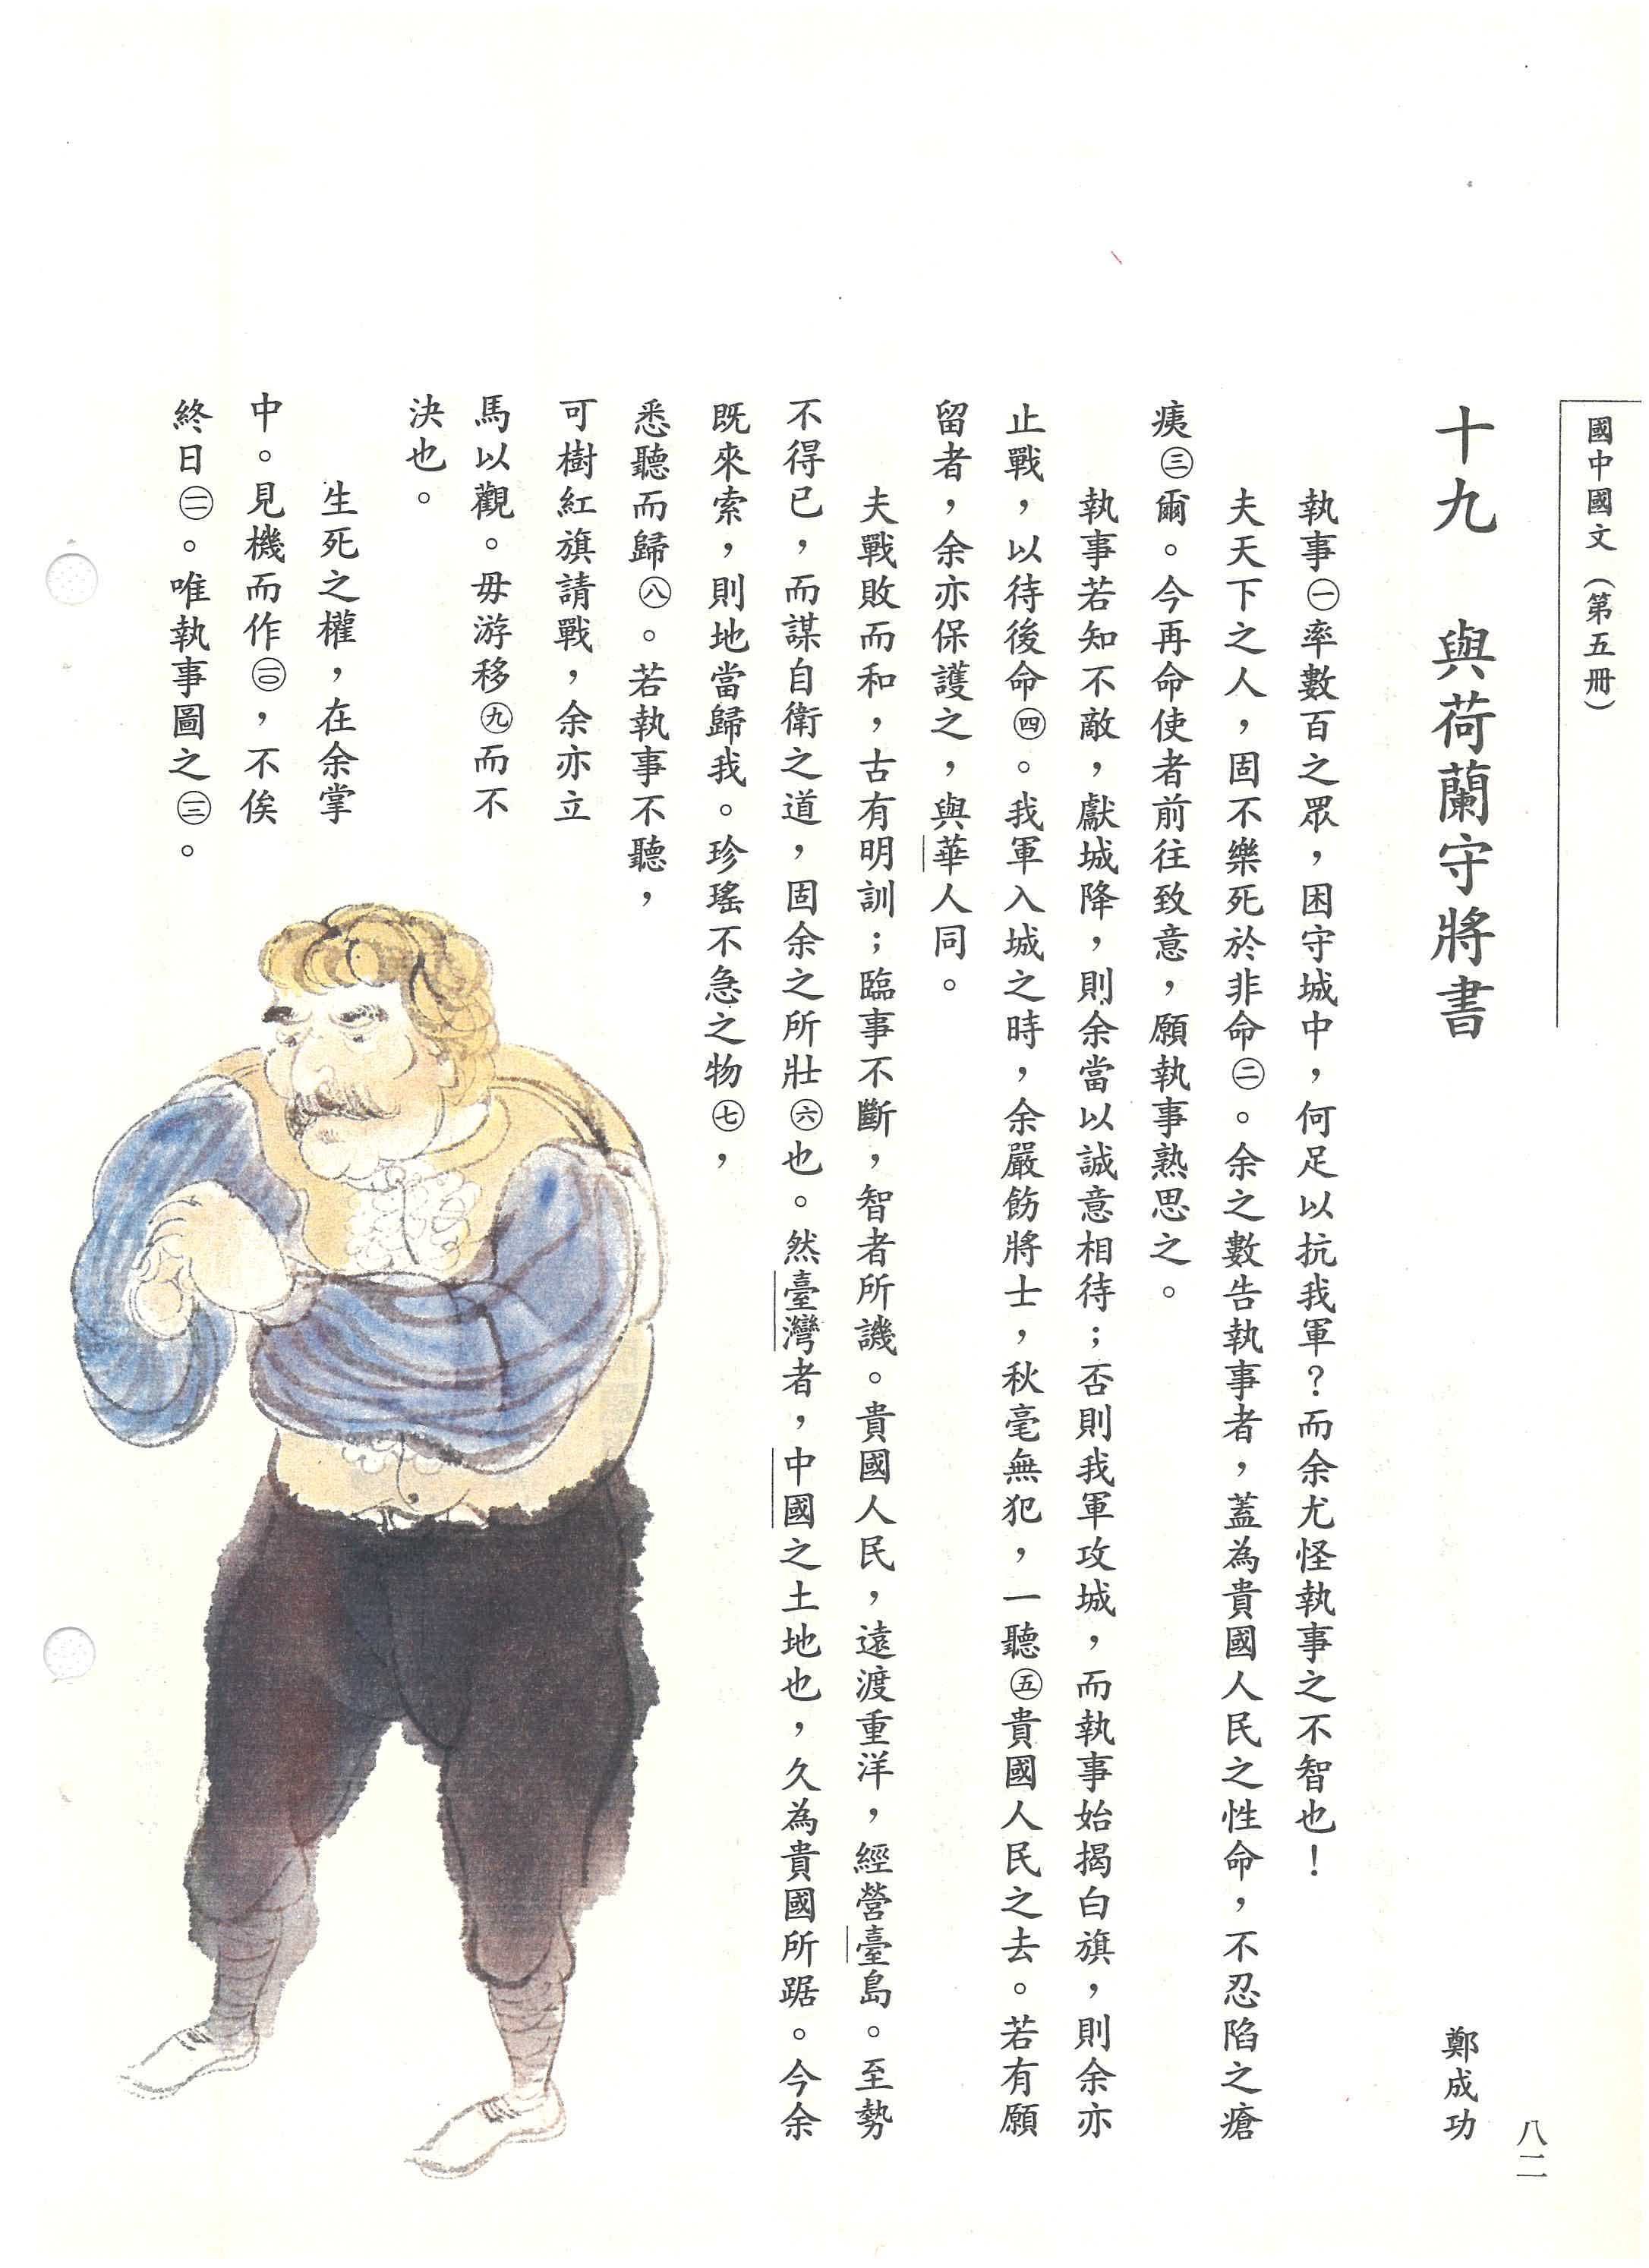 國中國文（第五冊）
八二
十九　與荷蘭守將書
鄭成功
執事㊀率數百之眾，困守城中，何足以抗我軍？而余尤怪執事之不智也！
夫天下之人，固不樂死於非命㊁。余之數告執事者，蓋為貴國人民之性命，不忍陷之瘡
痍㊂爾。今再命使者前往致意，願執事熟思之。
執事若知不敵，獻城降，則余當以誠意相待；否則我軍攻城，而執事始揭白旗，則余亦
止戰，以待後命㊃。我軍入城之時，余嚴飭將士，秋毫無犯，一聽㊄貴國人民之去。若有願
留者，余亦保護之，與華人同。
夫戰敗而和，古有明訓；臨事不斷，智者所譏。貴國人民，遠渡重洋，經營臺島。至勢
不得已，而謀自衛之道，固余之所壯㊅也。然臺灣者，中國之土地也，久為貴國所踞。今余
既來索，則地當歸我。珍瑤不急之物㊆，
悉聽而歸㊇。若執事不聽，
可樹紅旗請戰，余亦立
馬以觀。毋游移㊈而不
決也。
生死之權，在余掌
中。見機而作㊀〇，不俟
終日㊀㊀。唯執事圖之㊀㊁。